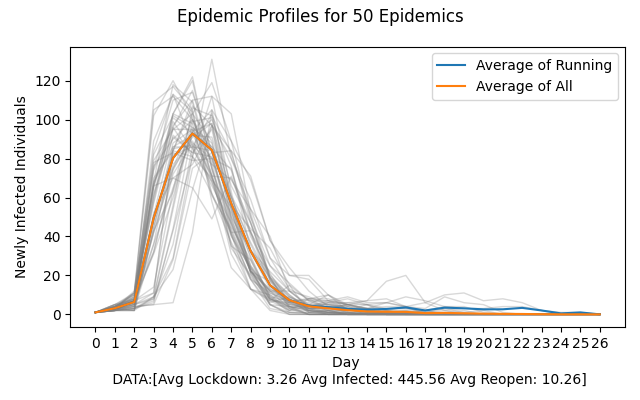 Epidemic Profiles for 50 Epidemics
Average of Running
Average of All
Newly Infected Individuals
120
100
80
60
40
20
0
0 1 2 3 4 5 6 7 8 9 10 11 12 13 14 15 16 17 18 19 20 21 22 23 24 25 26
Day
DATA:[Avg Lockdown: 3.26 Avg Infected: 445.56 Avg Reopen: 10.26]